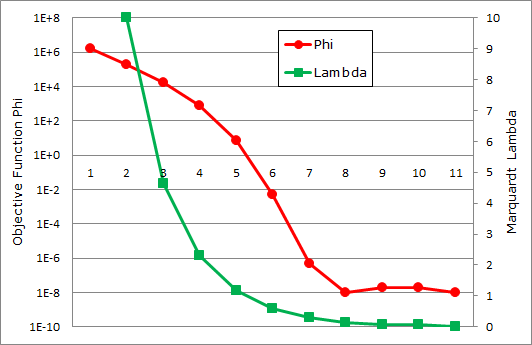 1E+8
1E+6
1E+4
1E+2
1E+0
1E-2
1E-4
1E-6
1E-8
1E-10
Objective Function Phi
1 2 3 4 5 6 7 8 9 10 11
Phi
Lambda
10
9
8
7
6
5
4
3
2
1
0
Marquardt Lambda